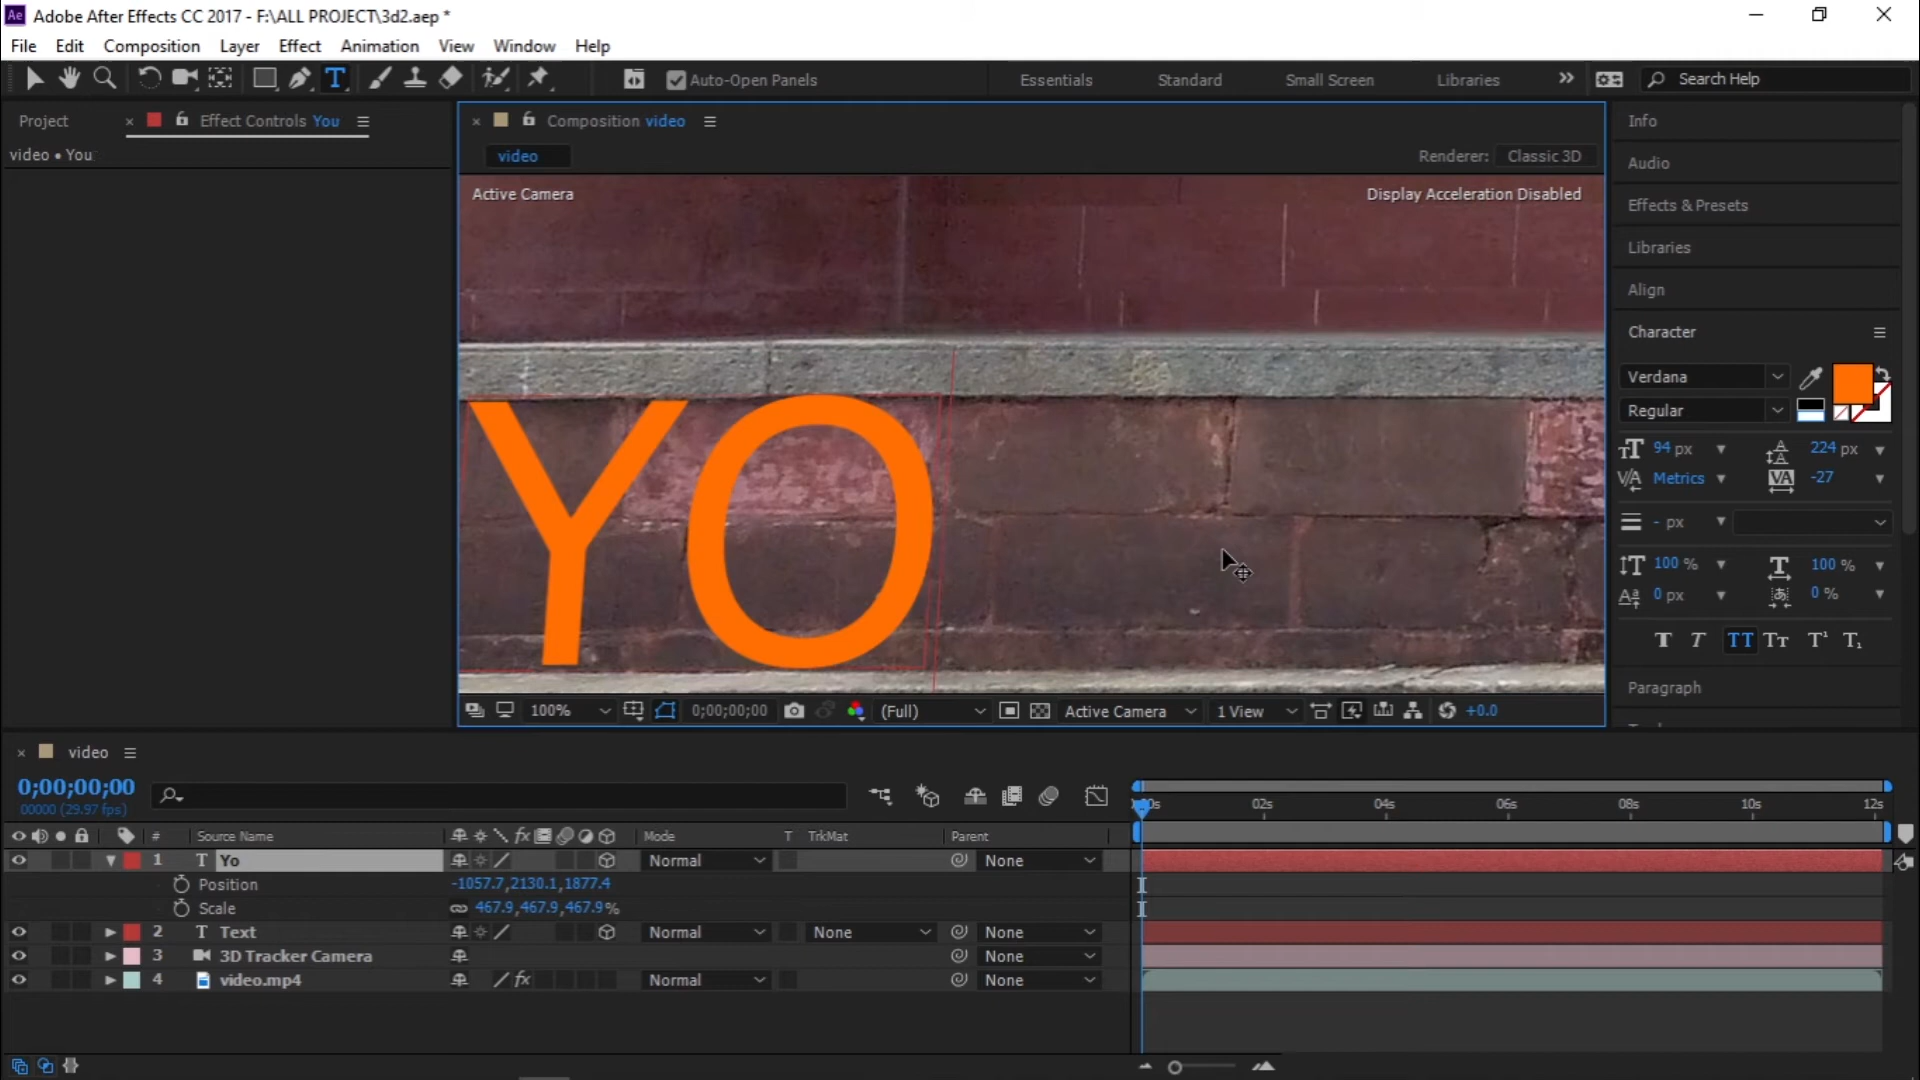 Ae Adobe After Effects CC 2017 - F:\ALL PROJECT\3d2.aep *
File Edit Composition Layer Effect Animation View Window Help
Auto-Open Panels Essentials Standard Small Screen Libraries Search Help
Project Effect Controls You
video • You
Composition video
video
Renderer: Classic 3D
Active Camera
Display Acceleration Disabled
YO
100% 0;00;00;00 (Full) Active Camera 1 View +0.0
Info
Audio
Effects & Presets
Libraries
Align
Character
Verdana
Regular
94 px 224 px
Metrics -27
- px
100 % 100 %
0 px 0 %
Paragraph
video
0;00;00;00
00000 (29.97 fps)
02s 04s 06s 08s 10s 12s
# Source Name Mode T TrkMat Parent
1 T Yo Normal None
Position -1057.7,2130.1,1877.4
Scale 467.9,467.9,467.9%
2 T Text Normal None None
3 3D Tracker Camera None
4 video.mp4 Normal None